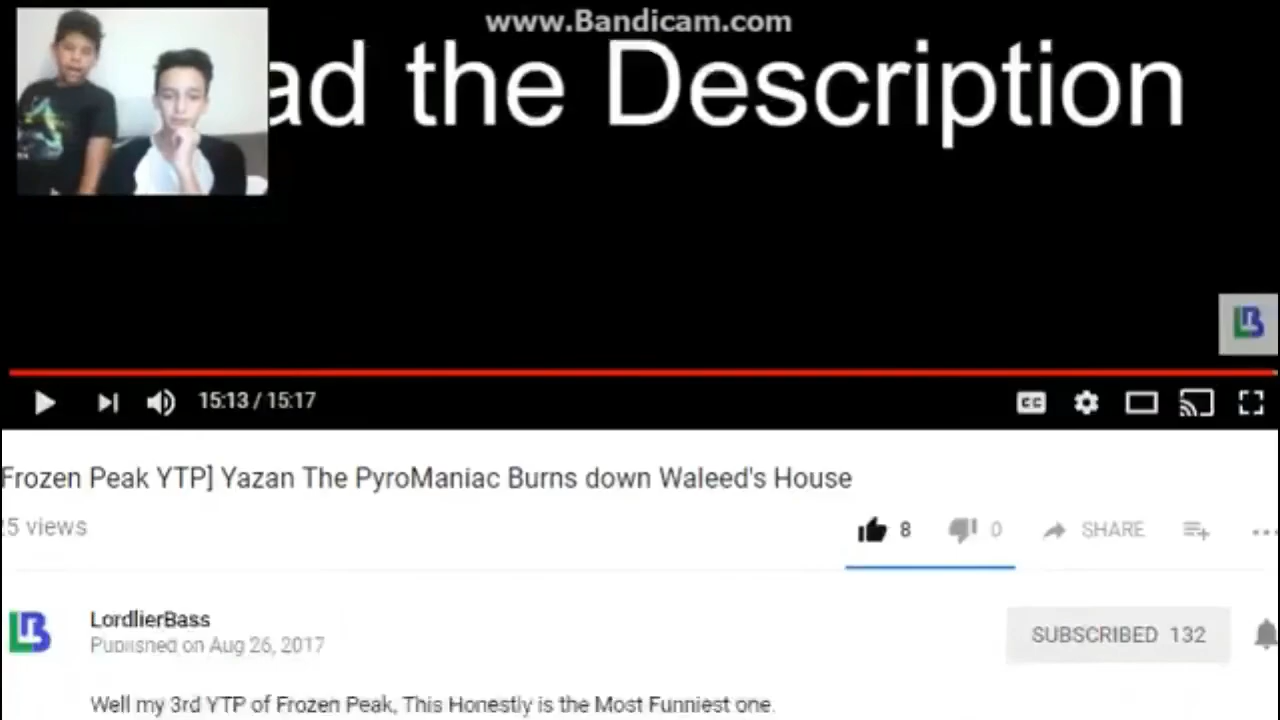 www.Bandicam.com
ad the Description
15:13 / 15:17
CC
Frozen Peak YTP] Yazan The PyroManiac Burns down Waleed's House
5 views
8
0
SHARE
LordlierBass
Published on Aug 26, 2017
SUBSCRIBED 132
Well my 3rd YTP of Frozen Peak, This Honestly is the Most Funniest one.